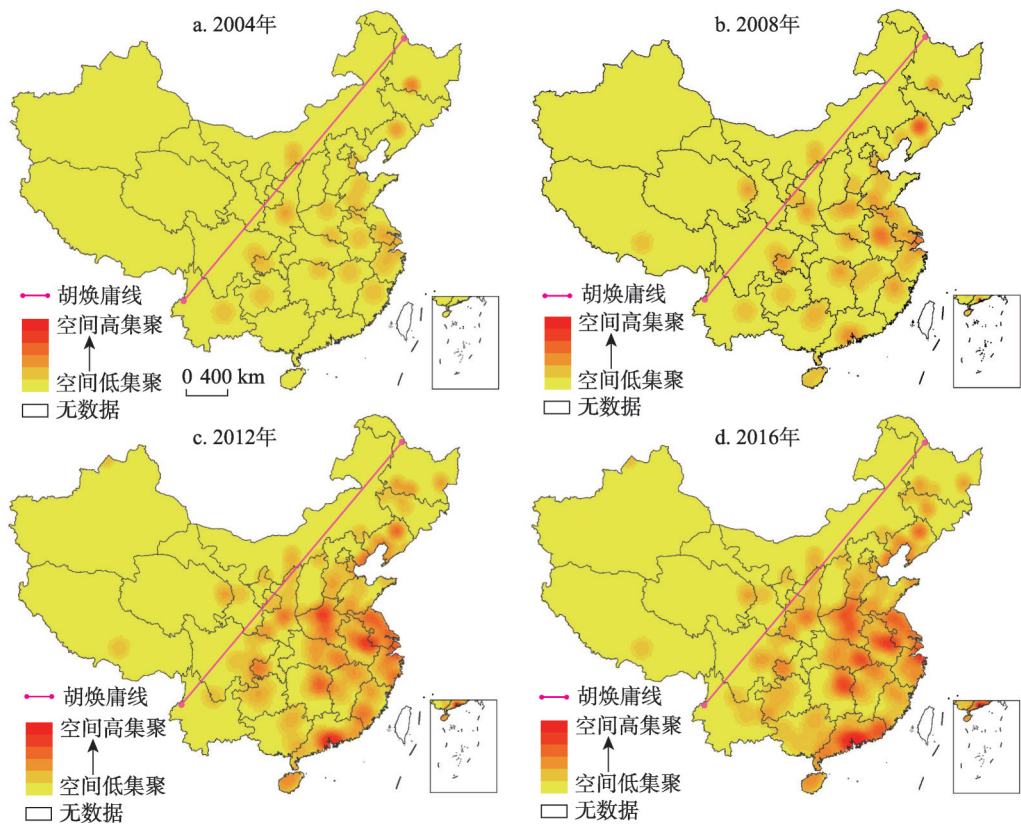 a. 2004年
胡焕庸线
空间高集聚
空间低集聚
无数据
0 400 km
b. 2008年
胡焕庸线
空间高集聚
空间低集聚
无数据
c. 2012年
胡焕庸线
空间高集聚
空间低集聚
无数据
d. 2016年
胡焕庸线
空间高集聚
空间低集聚
无数据